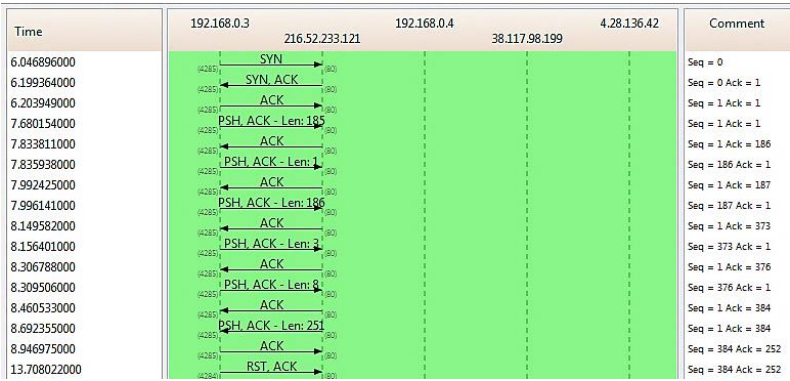 Time 192.168.0.3 216.52.233.121 192.168.0.4 38.117.98.199 4.28.136.42 Comment
6.046896000 (4285) SYN (80) Seq = 0
6.199364000 (4285) SYN, ACK (80) Seq = 0 Ack = 1
6.203949000 (4285) ACK (80) Seq = 1 Ack = 1
7.680154000 (4285) PSH, ACK - Len: 185 (80) Seq = 1 Ack = 1
7.833811000 (4285) ACK (80) Seq = 1 Ack = 186
7.835938000 (4285) PSH, ACK - Len: 1 (80) Seq = 186 Ack = 1
7.992425000 (4285) ACK (80) Seq = 1 Ack = 187
7.996141000 (4285) PSH, ACK - Len: 186 (80) Seq = 187 Ack = 1
8.149582000 (4285) ACK (80) Seq = 1 Ack = 373
8.156401000 (4285) PSH, ACK - Len: 3 (80) Seq = 373 Ack = 1
8.306788000 (4285) ACK (80) Seq = 1 Ack = 376
8.309506000 (4285) PSH, ACK - Len: 8 (80) Seq = 376 Ack = 1
8.460533000 (4285) ACK (80) Seq = 1 Ack = 384
8.692355000 (4285) PSH, ACK - Len: 251 (80) Seq = 1 Ack = 384
8.946975000 (4285) ACK (80) Seq = 384 Ack = 252
13.708022000 (4284) RST, ACK (80) Seq = 384 Ack = 252